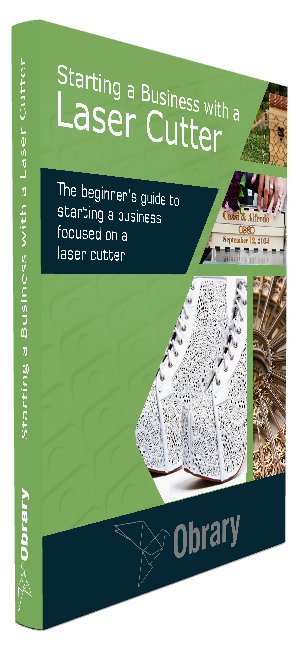 Starting a Business with a
Laser Cutter
The beginner's guide to
starting a business
focused on a
laser cutter
Obrary
Starting a Business with a Laser Cutter
Obrary